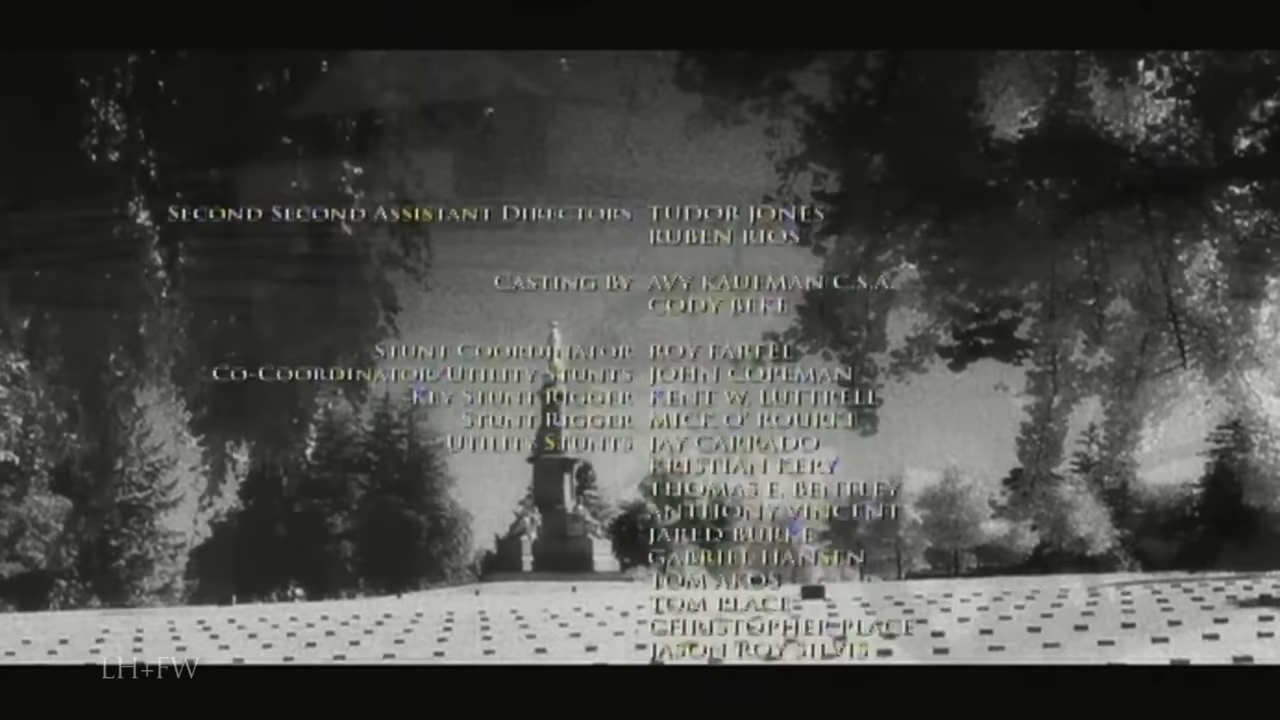 Second Second Assistant Directors TUDOR JONES
RUBEN RIOS
Casting By AVY KAUFMAN C.S.A.
CODY BEKE
Stunt Coordinator ROY FARFEL
Co-Coordinator/Utility Stunts JOHN COPEMAN
Key Stunt Rigger KENT W. LUTTRELL
Stunt Rigger MICK O' ROURKE
Utility Stunts JAY CARRADO
KRISTIAN KERY
THOMAS E. BENTLEY
ANTHONY VINCENT
JARED BURKE
GABRIEL HANSEN
TOM AKOS
TOM PLACE
CHRISTOPHER PLACE
JASON ROY SILVIS
LH+FW